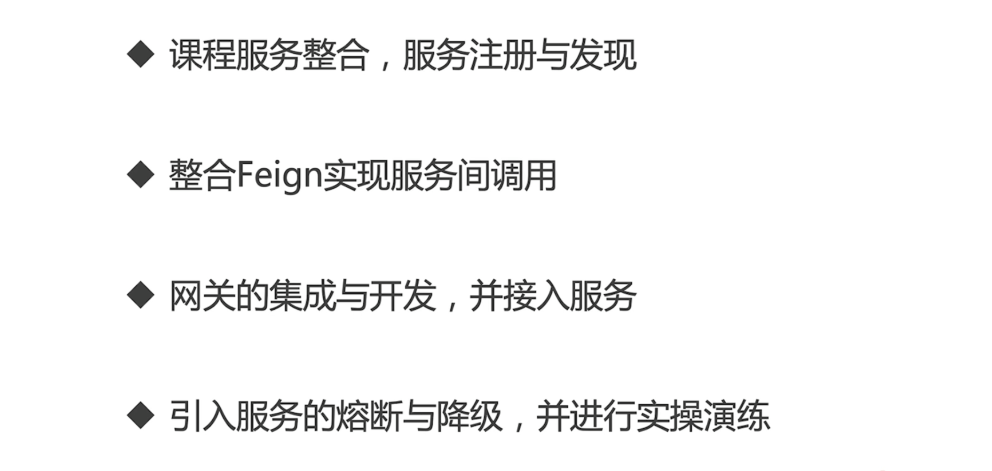 ◆ 课程服务整合，服务注册与发现
◆ 整合Feign实现服务间调用
◆ 网关的集成与开发，并接入服务
◆ 引入服务的熔断与降级，并进行实操演练